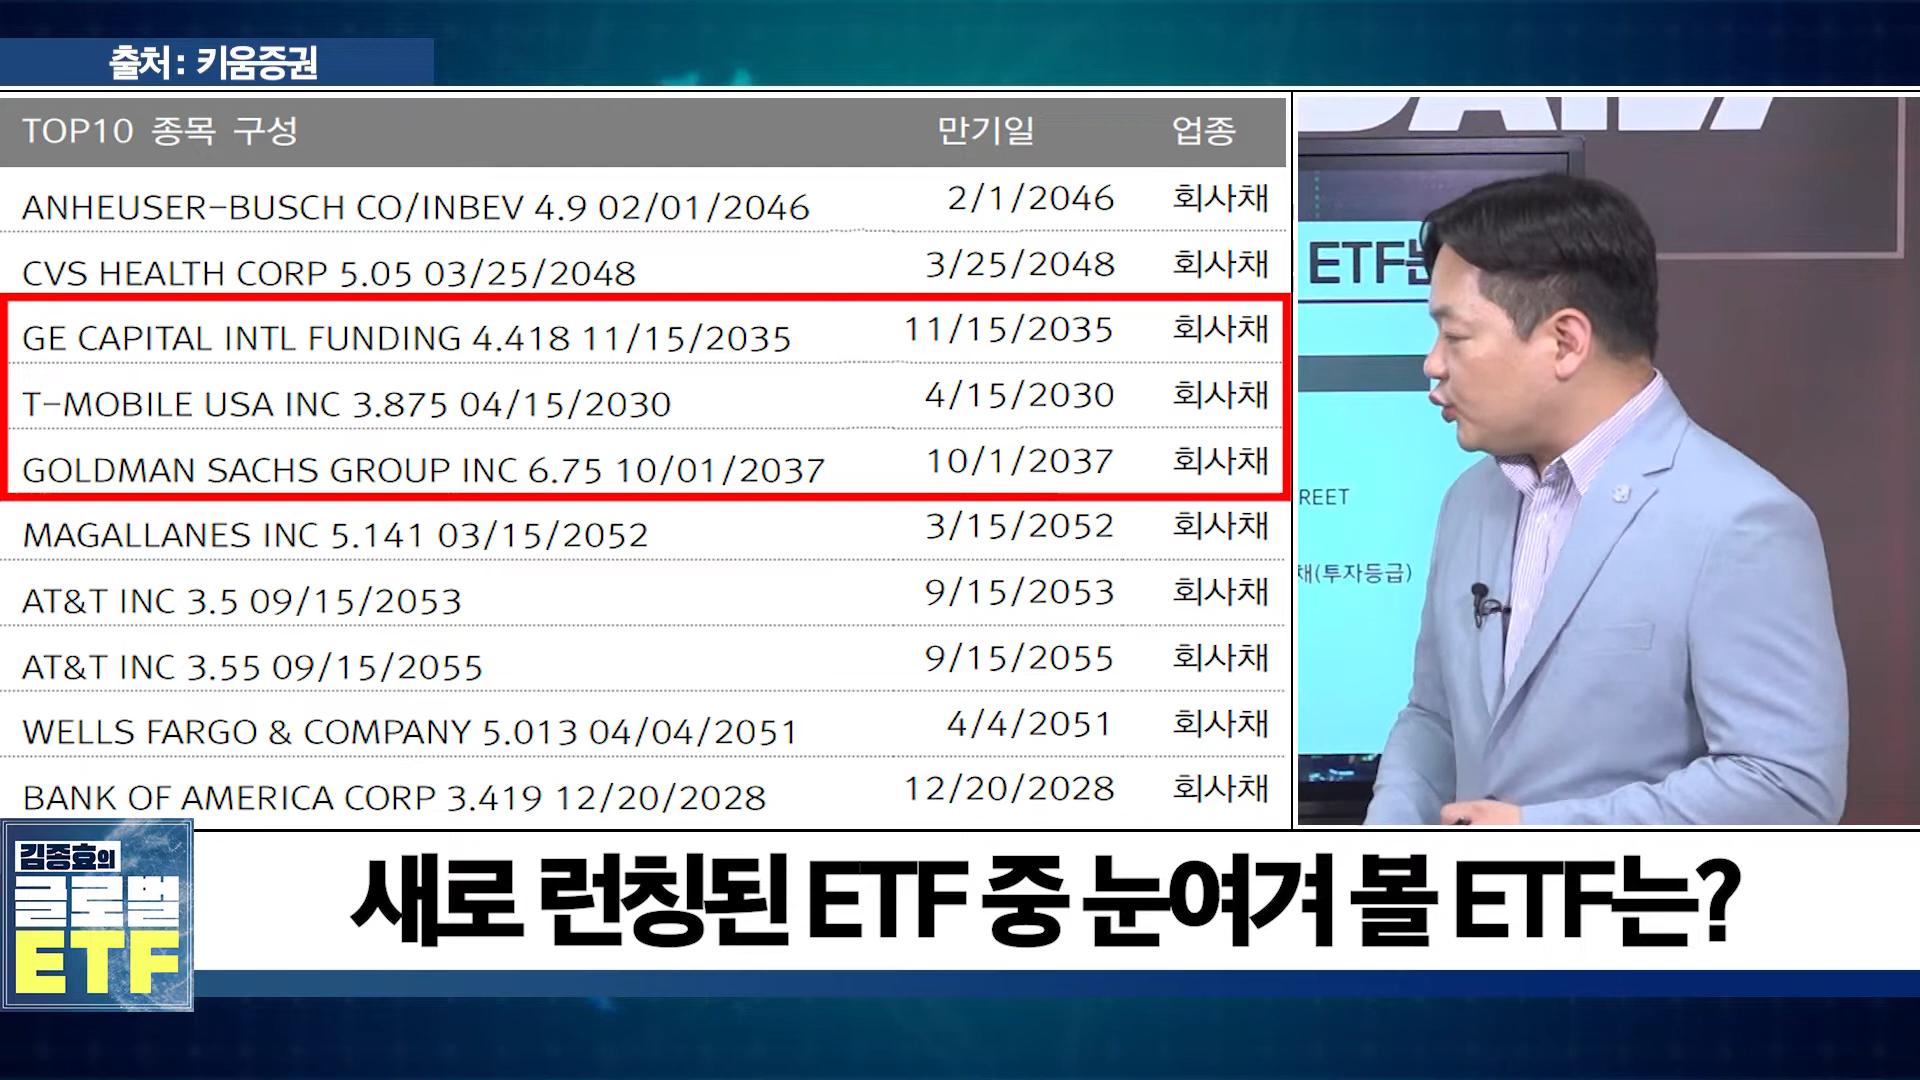 출처 : 키움증권
TOP10 종목 구성 만기일 업종
ANHEUSER-BUSCH CO/INBEV 4.9 02/01/2046 2/1/2046 회사채
CVS HEALTH CORP 5.05 03/25/2048 3/25/2048 회사채
GE CAPITAL INTL FUNDING 4.418 11/15/2035 11/15/2035 회사채
T-MOBILE USA INC 3.875 04/15/2030 4/15/2030 회사채
GOLDMAN SACHS GROUP INC 6.75 10/01/2037 10/1/2037 회사채
MAGALLANES INC 5.141 03/15/2052 3/15/2052 회사채
AT&T INC 3.5 09/15/2053 9/15/2053 회사채
AT&T INC 3.55 09/15/2055 9/15/2055 회사채
WELLS FARGO & COMPANY 5.013 04/04/2051 4/4/2051 회사채
BANK OF AMERICA CORP 3.419 12/20/2028 12/20/2028 회사채
ETF는
REET
채(투자등급)
김종효의
글로벌
ETF
새로 런칭된 ETF 중 눈여겨 볼 ETF는?